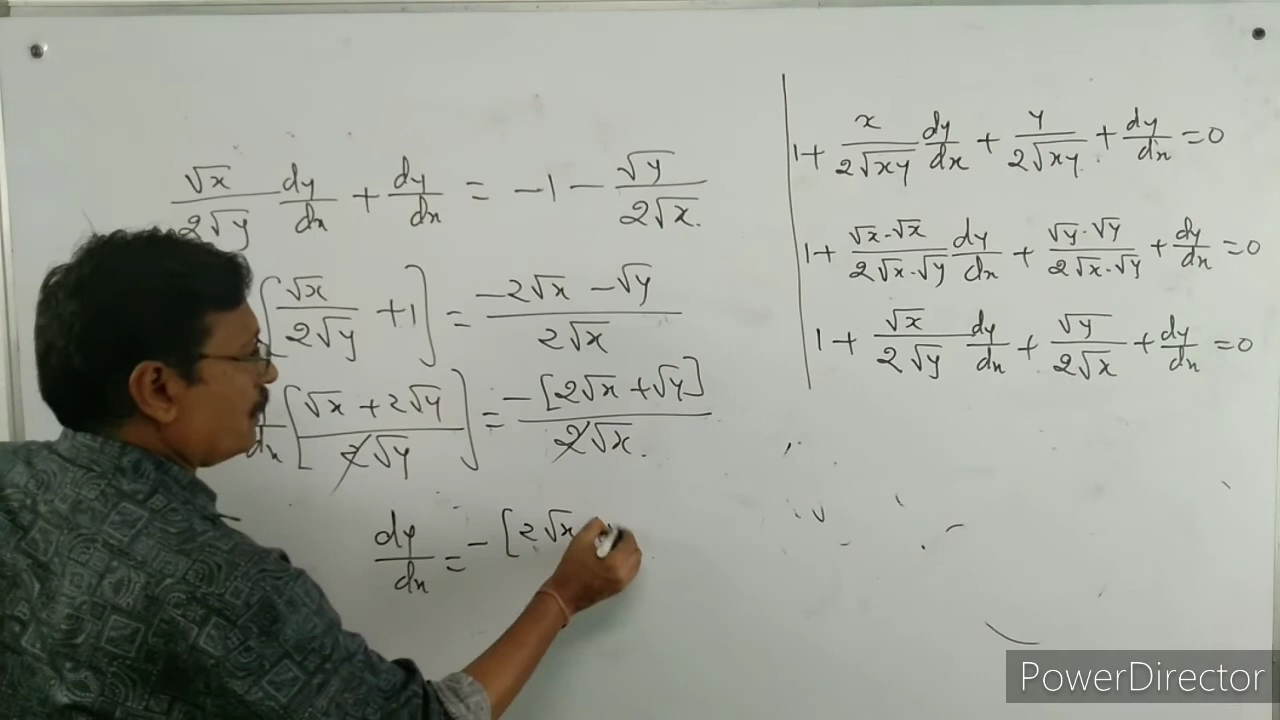 √x/2√y dy/dx + dy/dx = -1 - √y/2√x.
[√x/2√y + 1] = -2√x - √y/2√x
dx [√x + 2√y/2√y] = -[2√x + √y]/2√x.
dy/dx = -[2√x
1 + x/2√xy dy/dx + y/2√xy. + dy/dx = 0
1 + √x·√x/2√x·√y dy/dx + √y·√y/2√x·√y + dy/dx = 0
1 + √x/2√y dy/dx + √y/2√x + dy/dx = 0
PowerDirector